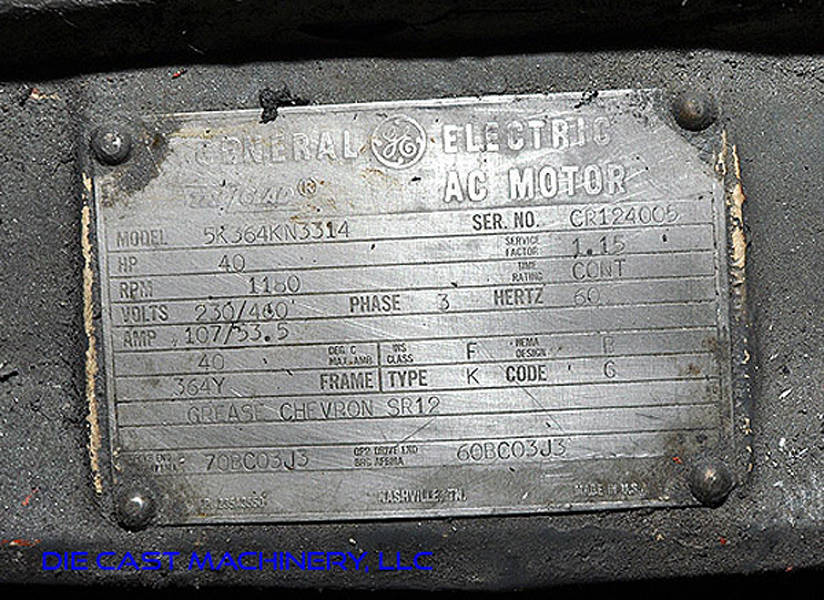 GENERAL GE ELECTRIC
AC MOTOR
MODEL 5K364KN3314 SER. NO. CR124005
HP 40 SERVICE FACTOR 1.15
RPM 1180 TIME RATING CONT
VOLTS 230/460 PHASE 3 HERTZ 60
AMP 107/53.5
40 DEG C MAX. AMB INS CLASS F NEMA DESIGN B
364Y FRAME TYPE K CODE G
GREASE CHEVRON SR12
70BC03J3 OPP DRIVE END BRG AFBMA 60BC03J3
NASHVILLE, TN. MADE IN U.S.A.
DIE CAST MACHINERY, LLC